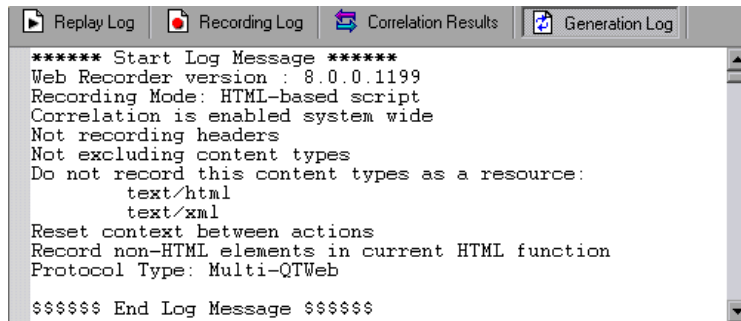 Replay Log Recording Log Correlation Results Generation Log
****** Start Log Message ******
Web Recorder version : 8.0.0.1199
Recording Mode: HTML-based script
Correlation is enabled system wide
Not recording headers
Not excluding content types
Do not record this content types as a resource:
text/html
text/xml
Reset context between actions
Record non-HTML elements in current HTML function
Protocol Type: Multi-QTWeb
$$$$$$ End Log Message $$$$$$